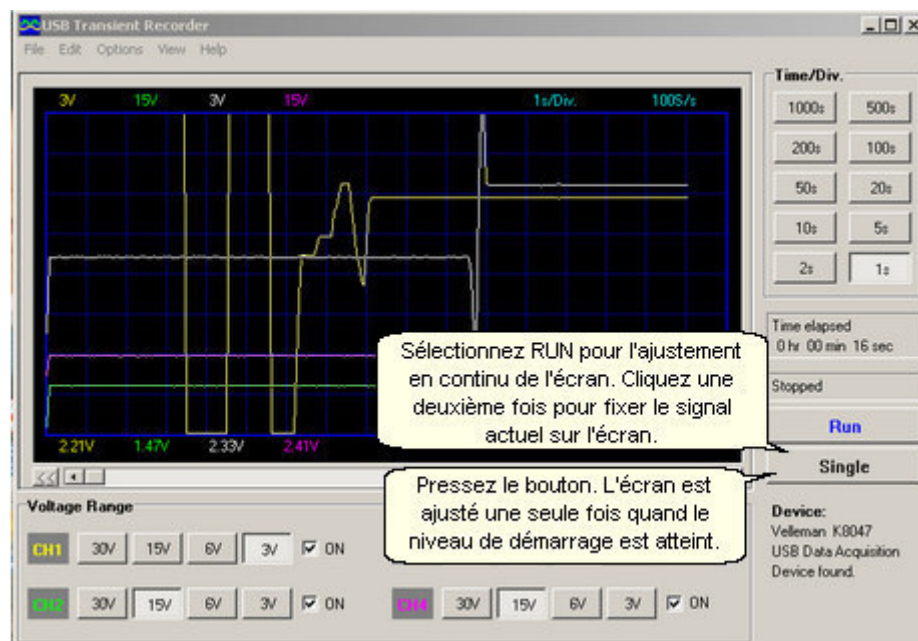 USB Transient Recorder
File Edit Options View Help
3V 15V 3V 15V 1s/Div. 100S/s
2.21V 1.47V 2.33V 2.41V
<<
Time/Div.
1000s 500s
200s 100s
50s 20s
10s 5s
2s 1s
Time elapsed
0 hr 00 min 16 sec
Stopped
Run
Single
Device:
Velleman K8047
USB Data Acquisition
Device found.
Sélectionnez RUN pour l'ajustement
en continu de l'écran. Cliquez une
deuxième fois pour fixer le signal
actuel sur l'écran.
Pressez le bouton. L'écran est
ajusté une seule fois quand le
niveau de démarrage est atteint.
Voltage Range
CH1 30V 15V 6V 3V ON
CH2 30V 15V 6V 3V ON
CH4 30V 15V 6V 3V ON